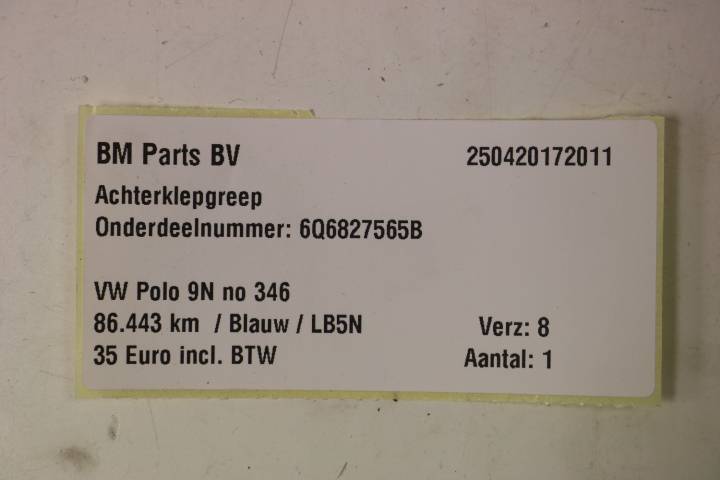 BM Parts BV 250420172011
Achterklepgreep
Onderdeelnummer: 6Q6827565B
VW Polo 9N no 346
86.443 km / Blauw / LB5N Verz: 8
35 Euro incl. BTW Aantal: 1